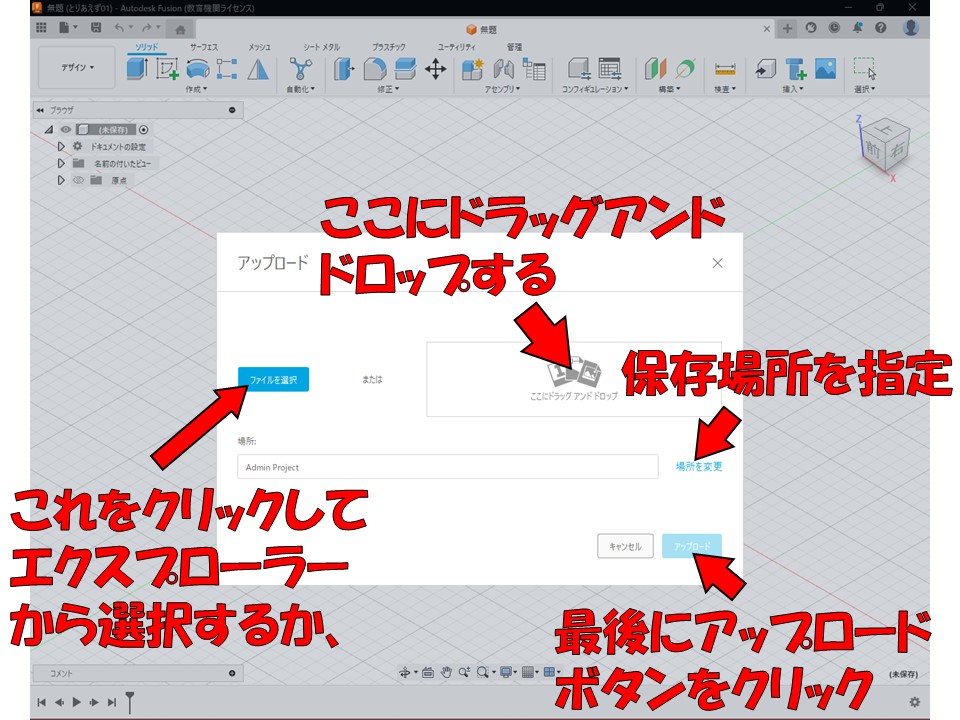 無題 (とりあえず01) - Autodesk Fusion (教育機関ライセンス)
無題
ソリッド サーフェス メッシュ シート メタル プラスチック ユーティリティ 管理
デザイン
作成 自動化 修正 アセンブリ コンフィギュレーション 構築 検査 挿入 選択
ブラウザ
(未保存)
ドキュメントの設定
名前の付いたビュー
原点
Z
上
前
右
X
ここにドラッグアンド
ドロップする
アップロード
保存場所を指定
ファイルを選択
または
ここにドラッグ アンド ドロップ
場所:
Admin Project
場所を変更
これをクリックして
エクスプローラー
から選択するか、
キャンセル
アップロード
最後にアップロード
ボタンをクリック
コメント
(未保存)